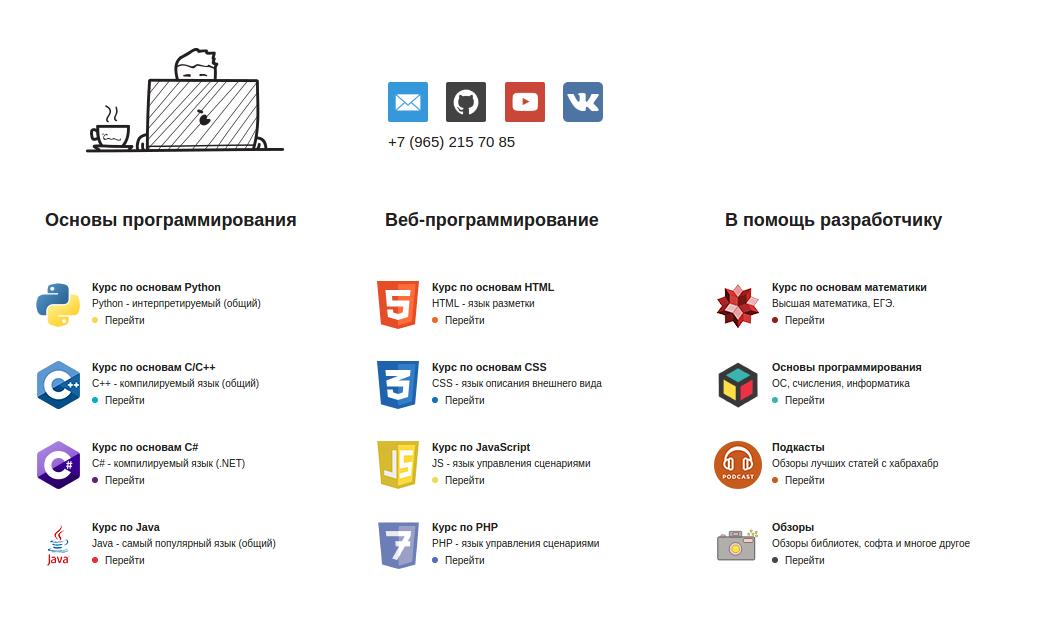 +7 (965) 215 70 85
Основы программирования
Курс по основам Python
Python - интерпретируемый (общий)
Перейти
Курс по основам C/C++
C++ - компилируемый язык (общий)
Перейти
Курс по основам C#
C# - компилируемый язык (.NET)
Перейти
Java
Курс по Java
Java - самый популярный язык (общий)
Перейти
Веб-программирование
5
Курс по основам HTML
HTML - язык разметки
Перейти
3
Курс по основам CSS
CSS - язык описания внешнего вида
Перейти
JS
Курс по JavaScript
JS - язык управления сценариями
Перейти
7
Курс по PHP
PHP - язык управления сценариями
Перейти
В помощь разработчику
Курс по основам математики
Высшая математика, ЕГЭ.
Перейти
Основы программирования
ОС, счисления, информатика
Перейти
PODCAST
Подкасты
Обзоры лучших статей с хабрахабр
Перейти
Обзоры
Обзоры библиотек, софта и многое другое
Перейти